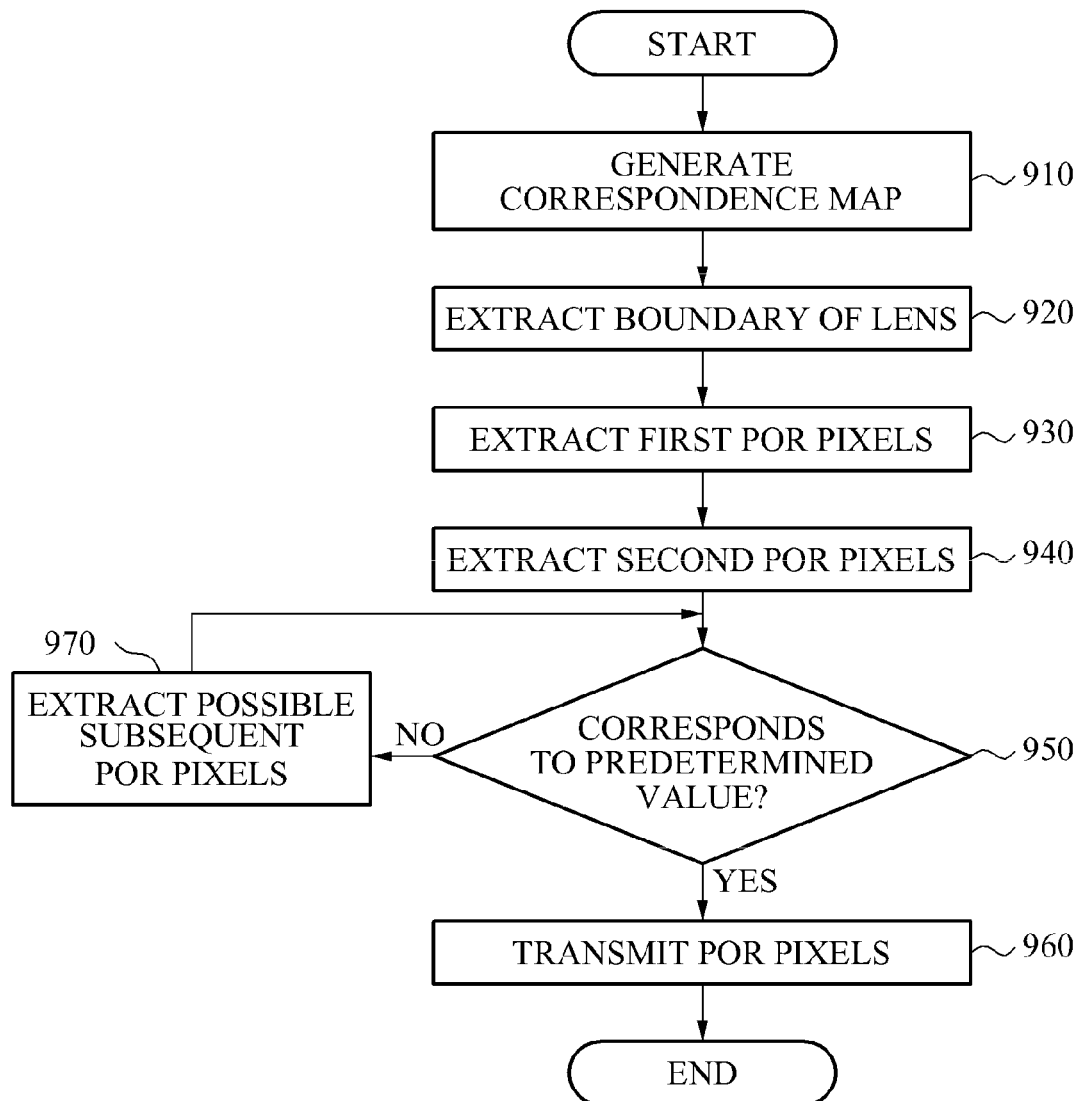 START
GENERATE
CORRESPONDENCE MAP
910
EXTRACT BOUNDARY OF LENS
920
EXTRACT FIRST POR PIXELS
930
EXTRACT SECOND POR PIXELS
940
970
EXTRACT POSSIBLE
SUBSEQUENT
POR PIXELS
NO
CORRESPONDS
TO PREDETERMINED
VALUE?
950
YES
TRANSMIT POR PIXELS
960
END